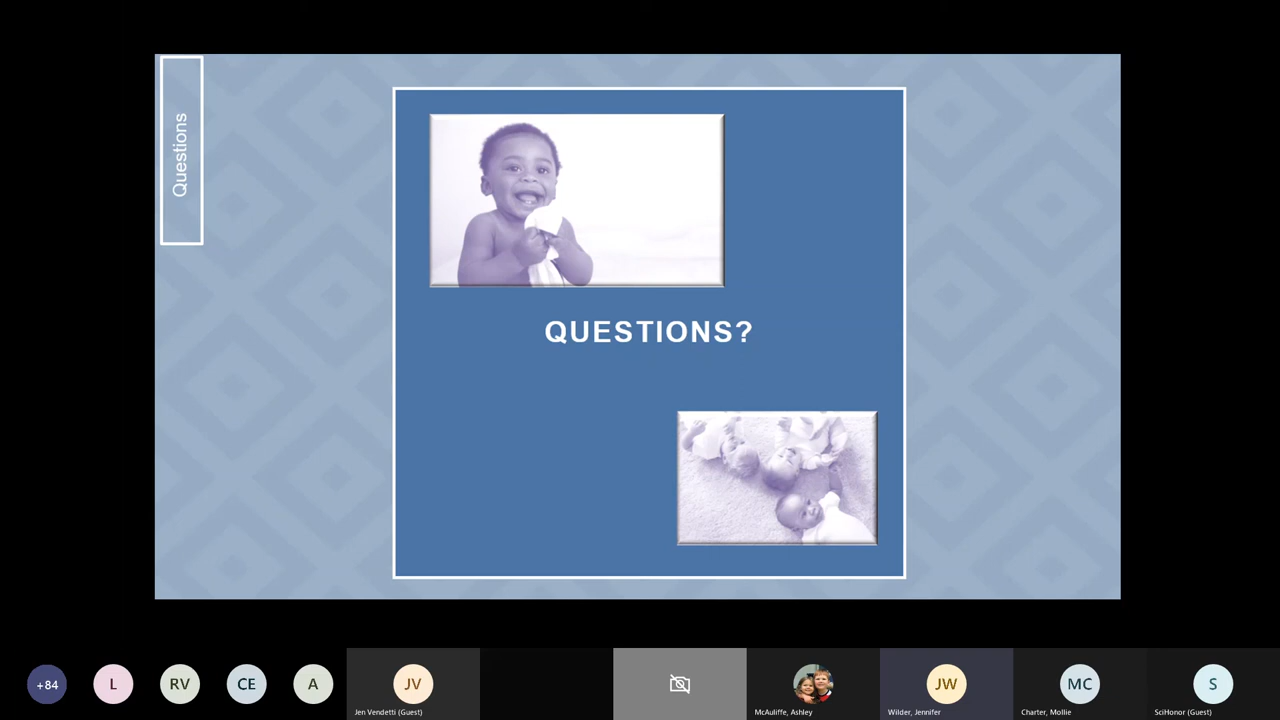 Questions
QUESTIONS?
+84
L
RV
CE
A
JV
Jen Vendetti (Guest)
McAuliffe, Ashley
JW
Wilder, Jennifer
MC
Charter, Mollie
S
SciHonor (Guest)